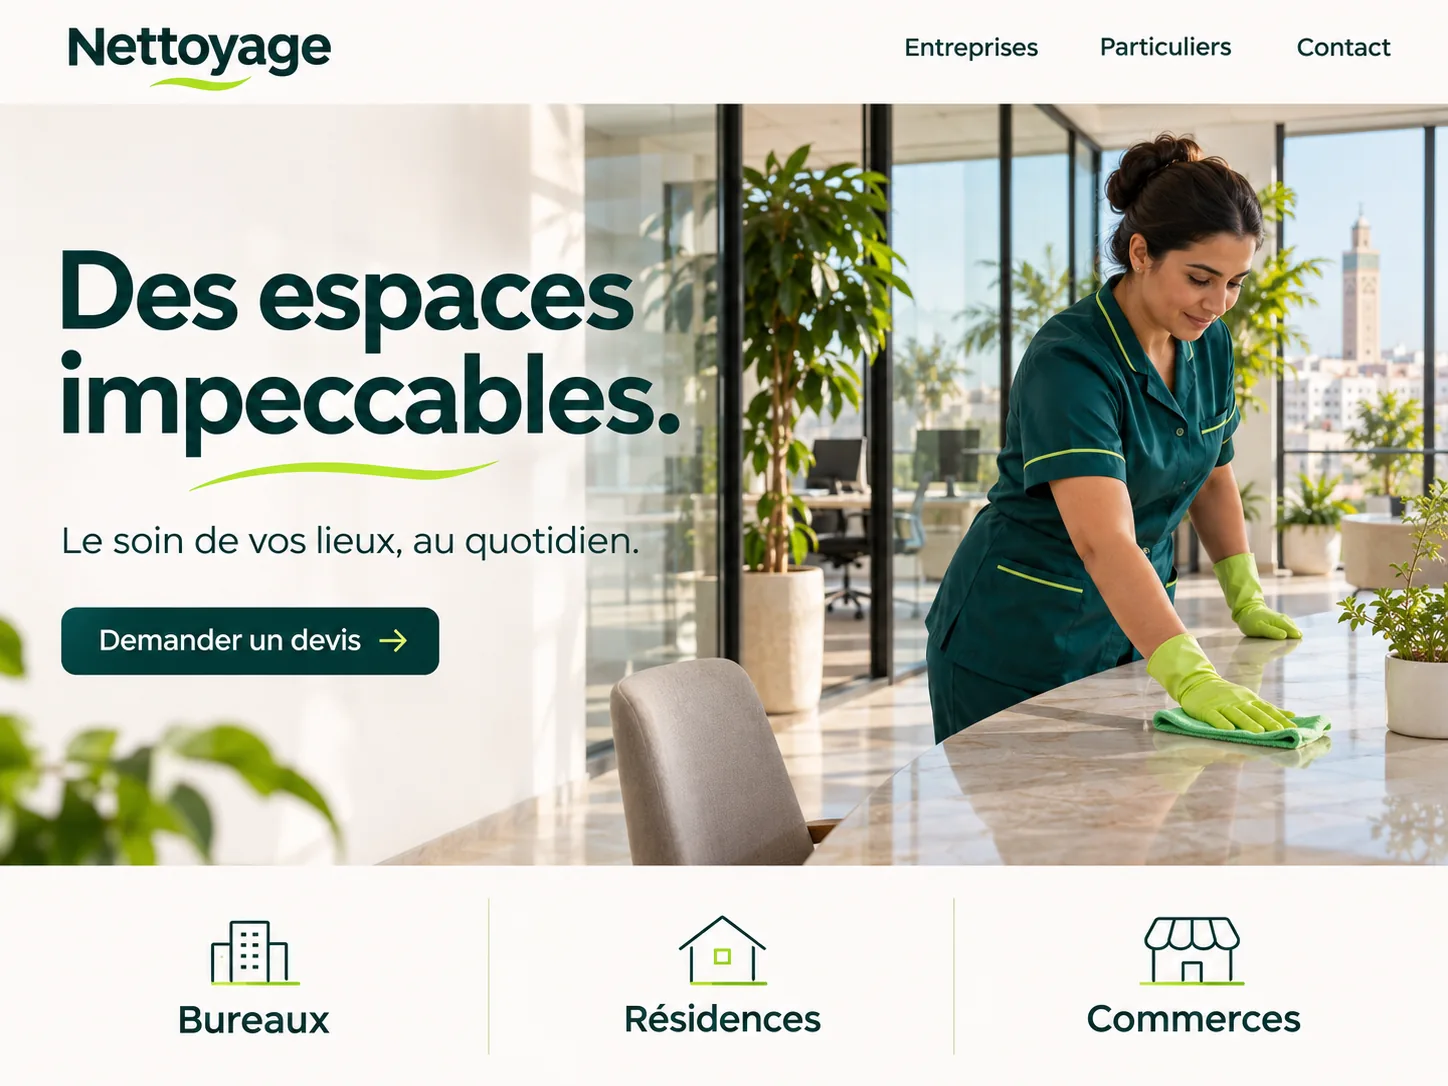 Nettoyage
Entreprises
Particuliers
Contact
Des espaces
impeccables.
Le soin de vos lieux, au quotidien.
Demander un devis →
Bureaux
Résidences
Commerces